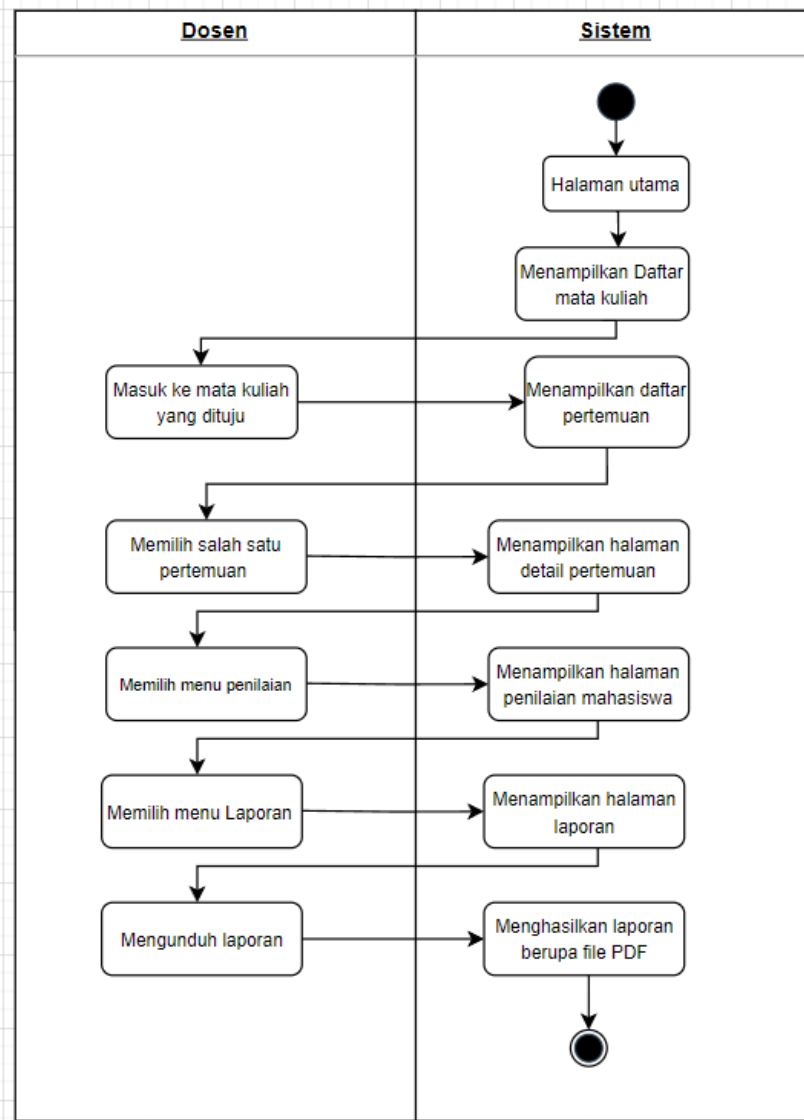 Dosen
Sistem
Halaman utama
Menampilkan Daftar
mata kuliah
Masuk ke mata kuliah
yang dituju
Menampilkan daftar
pertemuan
Memilih salah satu
pertemuan
Menampilkan halaman
detail pertemuan
Memilih menu penilaian
Menampilkan halaman
penilaian mahasiswa
Memilih menu Laporan
Menampilkan halaman
laporan
Mengunduh laporan
Menghasilkan laporan
berupa file PDF